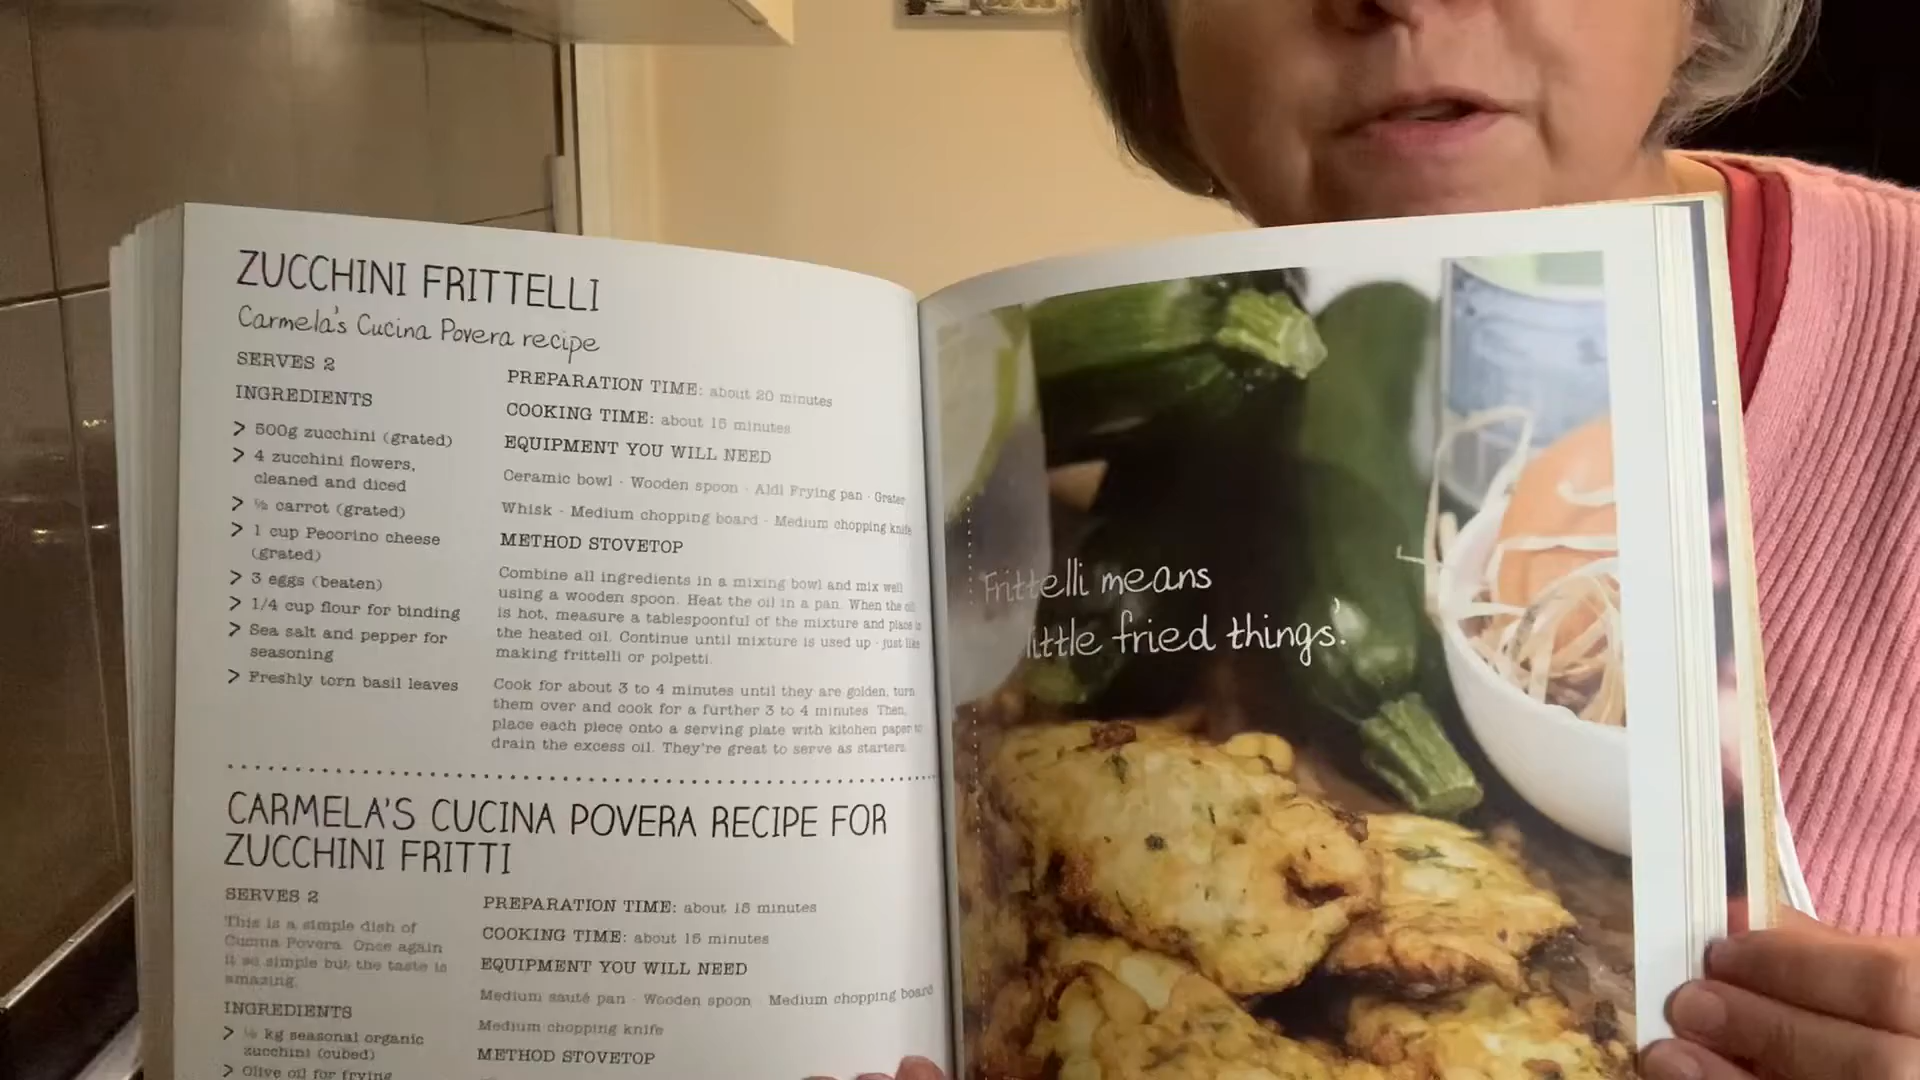 ZUCCHINI FRITTELLI
Carmela's Cucina Povera recipe
SERVES 2
INGREDIENTS
> 500g zucchini (grated)
> 4 zucchini flowers,
cleaned and diced
> ½ carrot (grated)
> 1 cup Pecorino cheese
(grated)
> 3 eggs (beaten)
> 1/4 cup flour for binding
> Sea salt and pepper for
seasoning
> Freshly torn basil leaves
PREPARATION TIME: about 20 minutes
COOKING TIME: about 15 minutes
EQUIPMENT YOU WILL NEED
Ceramic bowl · Wooden spoon · Aldi Frying pan · Grater
Whisk · Medium chopping board · Medium chopping knife
METHOD STOVETOP
Combine all ingredients in a mixing bowl and mix well
using a wooden spoon. Heat the oil in a pan. When the oil
is hot, measure a tablespoonful of the mixture and place in
the heated oil. Continue until mixture is used up - just like
making frittelli or polpetti.
Cook for about 3 to 4 minutes until they are golden, turn
them over and cook for a further 3 to 4 minutes. Then,
place each piece onto a serving plate with kitchen paper to
drain the excess oil. They're great to serve as starters.
CARMELA'S CUCINA POVERA RECIPE FOR
ZUCCHINI FRITTI
SERVES 2
This is a simple dish of
Cucina Povera. Once again
it so simple but the taste is
amazing.
INGREDIENTS
> ½ kg seasonal organic
zucchini (cubed)
> Olive oil for frying
PREPARATION TIME: about 15 minutes
COOKING TIME: about 15 minutes
EQUIPMENT YOU WILL NEED
Medium sauté pan · Wooden spoon · Medium chopping board
Medium chopping knife
METHOD STOVETOP
Frittelli means
little fried things.'